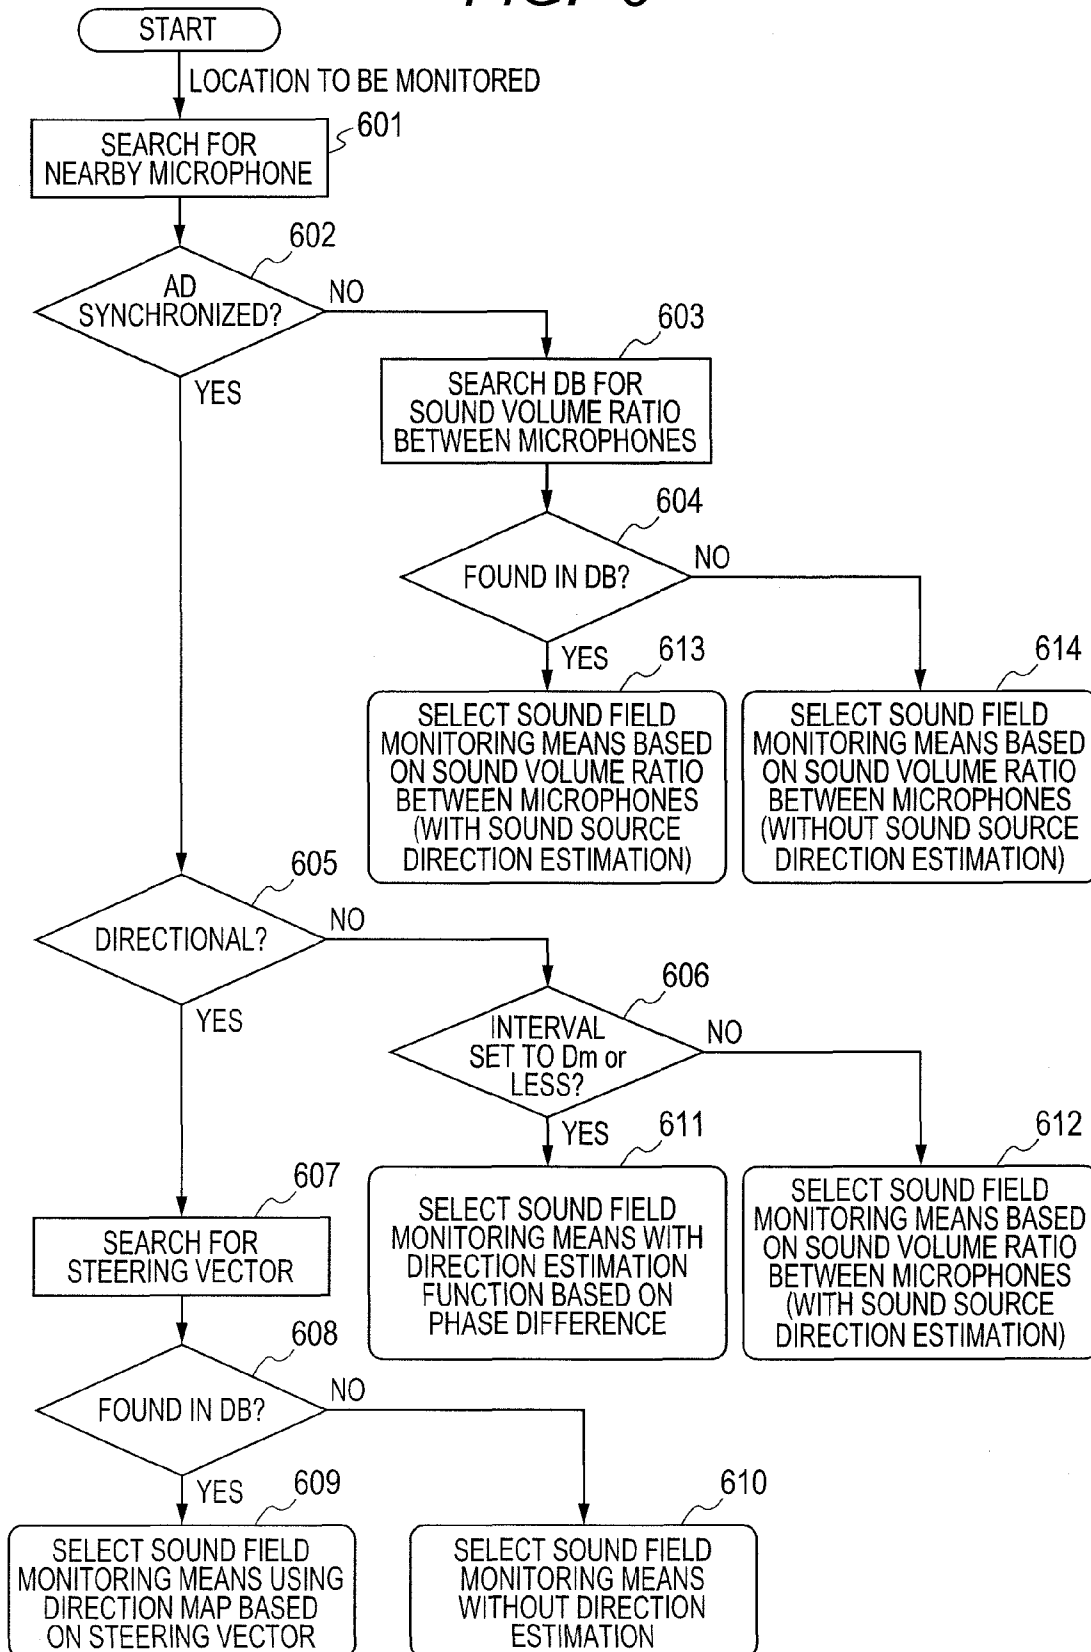 FIG. 6
START
LOCATION TO BE MONITORED
601
SEARCH FOR
NEARBY MICROPHONE
602
AD
SYNCHRONIZED?
NO
YES
603
SEARCH DB FOR
SOUND VOLUME RATIO
BETWEEN MICROPHONES
604
FOUND IN DB?
NO
YES
613
SELECT SOUND FIELD
MONITORING MEANS BASED
ON SOUND VOLUME RATIO
BETWEEN MICROPHONES
(WITH SOUND SOURCE
DIRECTION ESTIMATION)
614
SELECT SOUND FIELD
MONITORING MEANS BASED
ON SOUND VOLUME RATIO
BETWEEN MICROPHONES
(WITHOUT SOUND SOURCE
DIRECTION ESTIMATION)
605
DIRECTIONAL?
NO
YES
606
INTERVAL
SET TO Dm or
LESS?
NO
YES
611
SELECT SOUND FIELD
MONITORING MEANS WITH
DIRECTION ESTIMATION
FUNCTION BASED ON
PHASE DIFFERENCE
612
SELECT SOUND FIELD
MONITORING MEANS BASED
ON SOUND VOLUME RATIO
BETWEEN MICROPHONES
(WITH SOUND SOURCE
DIRECTION ESTIMATION)
607
SEARCH FOR
STEERING VECTOR
608
FOUND IN DB?
NO
YES
609
SELECT SOUND FIELD
MONITORING MEANS USING
DIRECTION MAP BASED
ON STEERING VECTOR
610
SELECT SOUND FIELD
MONITORING MEANS
WITHOUT DIRECTION
ESTIMATION